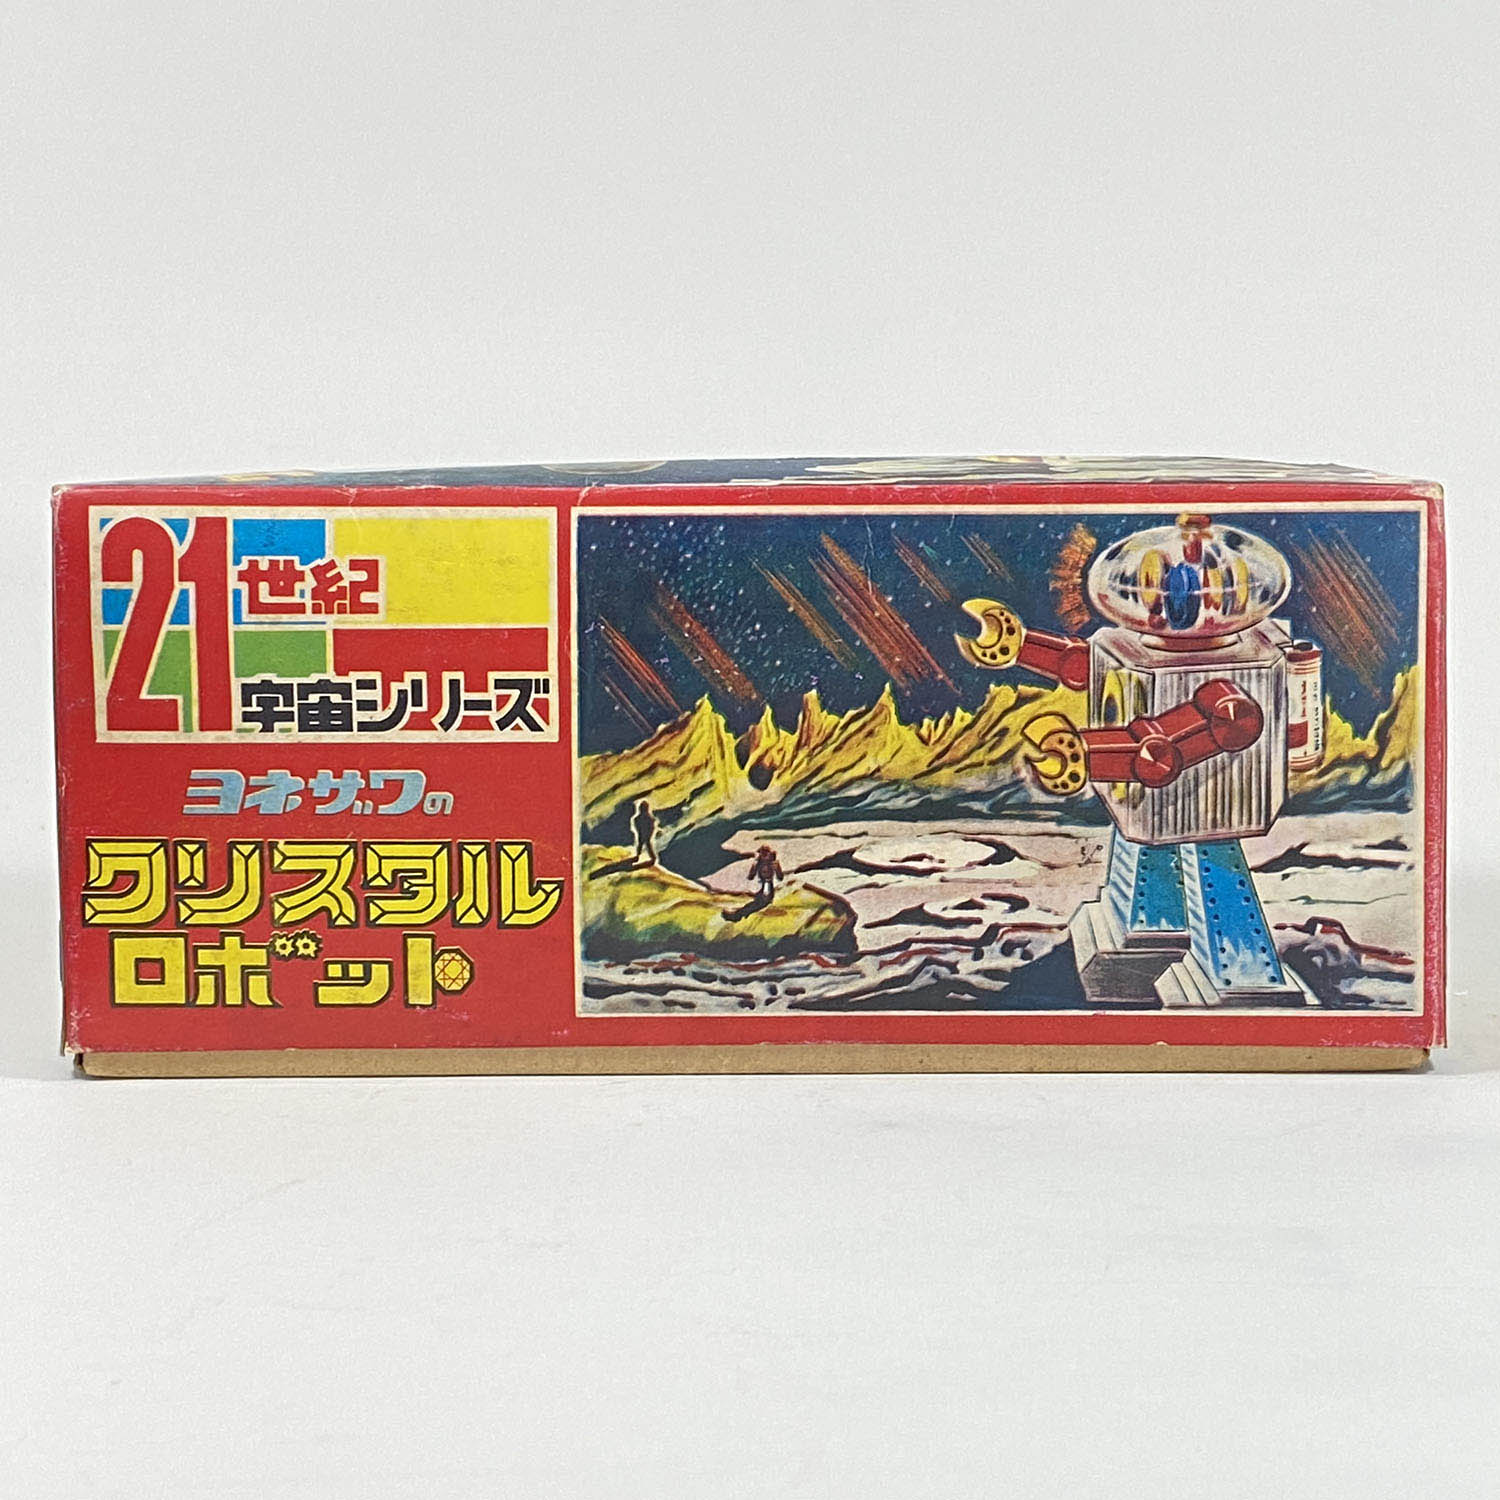 21世紀
宇宙シリーズ
ヨネザワの
クリスタル
ロボット